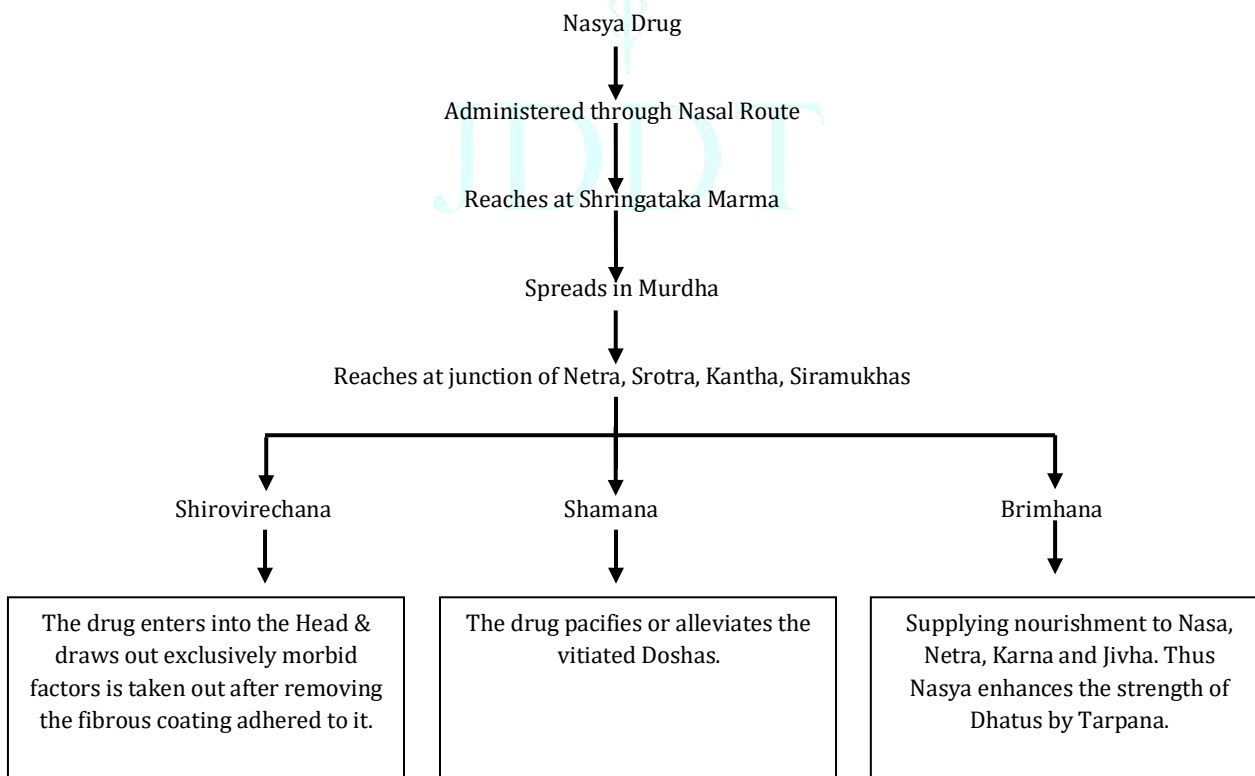 Nasya Drug
JDDT
Administered through Nasal Route
Reaches at Shringataka Marma
Spreads in Murdha
Reaches at junction of Netra, Srotra, Kantha, Siramukhas
Shirovirechana
Shamana
Brimhana
The drug enters into the Head &
draws out exclusively morbid
factors is taken out after removing
the fibrous coating adhered to it.
The drug pacifies or alleviates the
vitiated Doshas.
Supplying nourishment to Nasa,
Netra, Karna and Jivha. Thus
Nasya enhances the strength of
Dhatus by Tarpana.